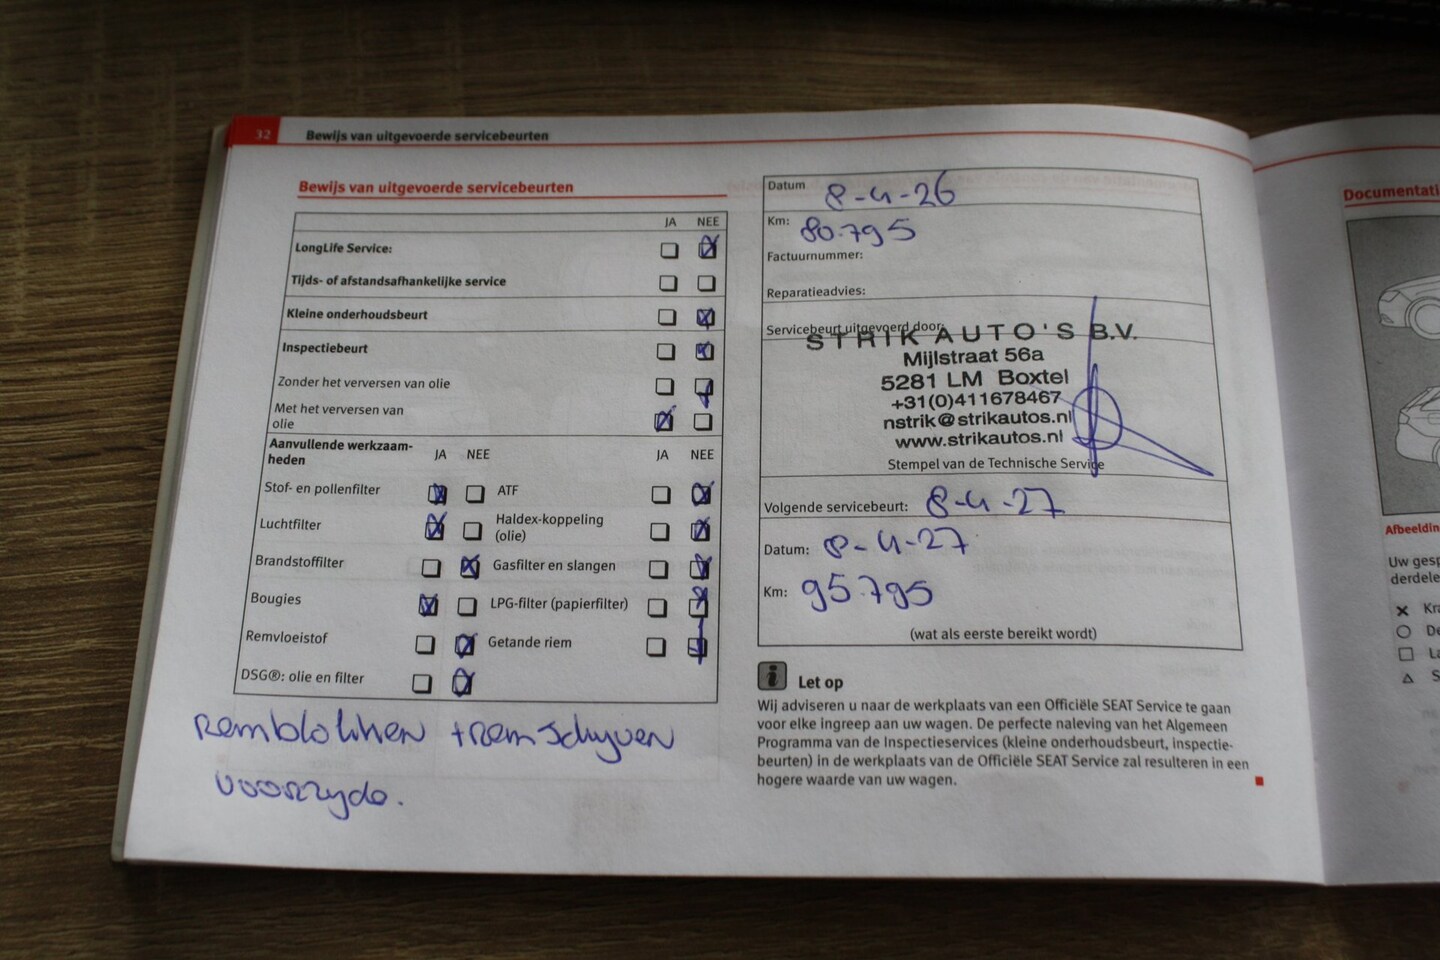 32 Bewijs van uitgevoerde servicebeurten
Bewijs van uitgevoerde servicebeurten
JA NEE
LongLife Service:
Tijds- of afstandsafhankelijke service
Kleine onderhoudsbeurt
Inspectiebeurt
Zonder het verversen van olie
Met het verversen van
olie
Aanvullende werkzaam-
heden
JA NEE JA NEE
Stof- en pollenfilter ATF
Luchtfilter Haldex-koppeling
(olie)
Brandstoffilter Gasfilter en slangen
Bougies LPG-filter (papierfilter)
Remvloeistof Getande riem
DSG®: olie en filter
remblokken + remschijven
voorzyde.
Datum 8-4-26
Km: 80.795
Factuurnummer:
Reparatieadvies:
Servicebeurt uitgevoerd door:
STRIK AUTO'S B.V.
Mijlstraat 56a
5281 LM Boxtel
+31(0)411678467
nstrik@strikautos.nl
www.strikautos.nl
Stempel van de Technische Service
Volgende servicebeurt: 8-4-27
Datum: 8-4-27
Km: 95.795
(wat als eerste bereikt wordt)
i Let op
Wij adviseren u naar de werkplaats van een Officiële SEAT Service te gaan
voor elke ingreep aan uw wagen. De perfecte naleving van het Algemeen
Programma van de Inspectieservices (kleine onderhoudsbeurt, inspectie-
beurten) in de werkplaats van de Officiële SEAT Service zal resulteren in een
hogere waarde van uw wagen.
Documentati
Afbeeldin
Uw gesp
derdele
Kra
De
La
S